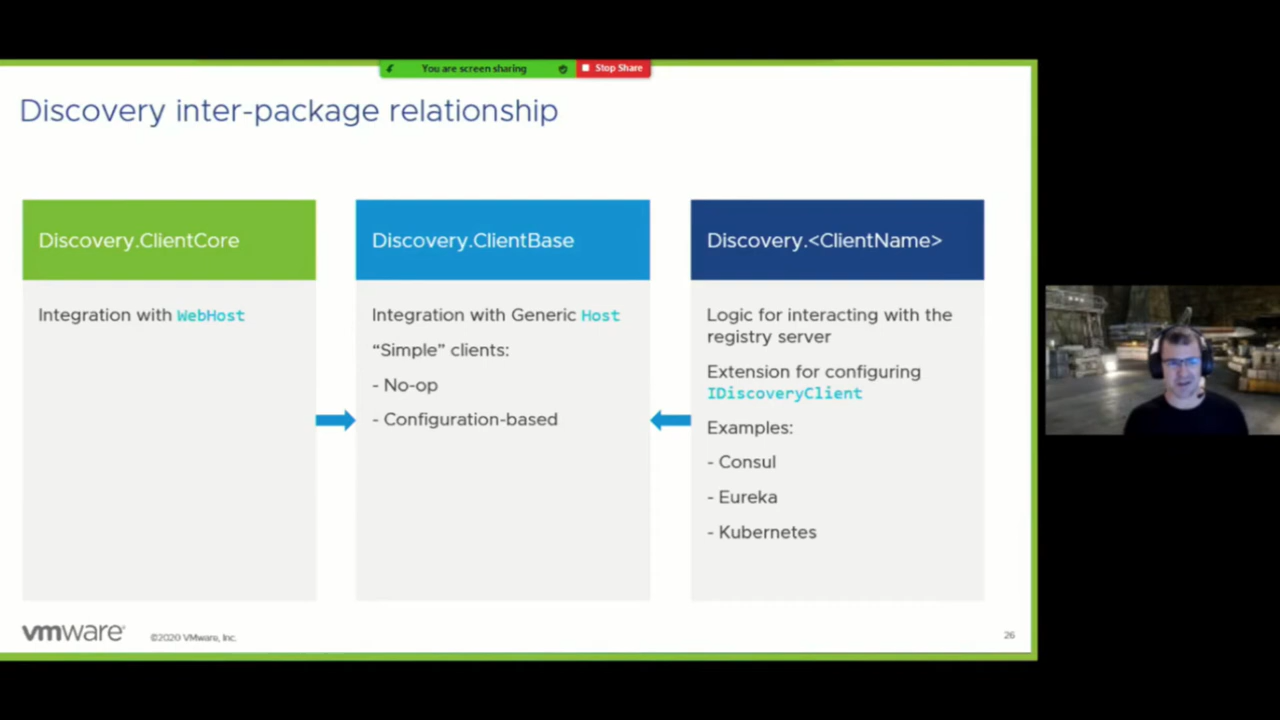 You are screen sharing
Stop Share
Discovery inter-package relationship
Discovery.ClientCore
Integration with WebHost
Discovery.ClientBase
Integration with Generic Host
“Simple” clients:
- No-op
- Configuration-based
Discovery.<ClientName>
Logic for interacting with the
registry server
Extension for configuring
IDiscoveryClient
Examples:
- Consul
- Eureka
- Kubernetes
vmware
©2020 VMware, Inc.
26